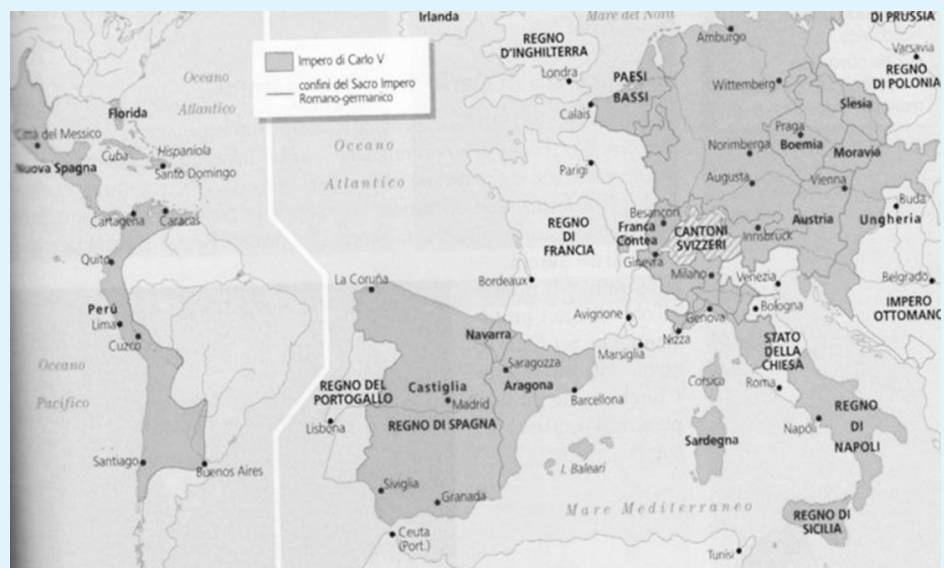 Impero di Carlo V
confini del Sacro Impero
Romano-germanico
Oceano
Atlantico
Florida
Città del Messico
Cuba
Hispaniola
Nuova Spagna
Santo Domingo
Cartagena
Caracas
Quito
Perú
Lima
Cuzco
Oceano
Pacifico
Santiago
Buenos Aires
Irlanda
Mare del Nord
REGNO
D'INGHILTERRA
Londra
Calais
PAESI
BASSI
Amburgo
Wittemberg
DI PRUSSIA
Varsavia
REGNO
DI POLONIA
Slesia
Praga
Boemia
Norimberga
Moravia
Augusta
Vienna
Buda
Ungheria
Austria
Innsbruck
Belgrado
IMPERO
OTTOMANO
Oceano
Atlantico
Parigi
REGNO
DI
FRANCIA
Besançon
Franca
Contea
CANTONI
SVIZZERI
Ginevra
Milano
Venezia
Bologna
Genova
Nizza
Bordeaux
Avignone
Marsiglia
STATO
DELLA
CHIESA
Corsica
Roma
REGNO
DI
NAPOLI
Napoli
Sardegna
REGNO DI
SICILIA
Tunisi
Mare Mediterraneo
La Coruña
Navarra
Saragozza
Castiglia
Aragona
Madrid
Barcellona
REGNO DEL
PORTOGALLO
Lisbona
REGNO DI SPAGNA
I. Baleari
Siviglia
Granada
Ceuta
(Port.)